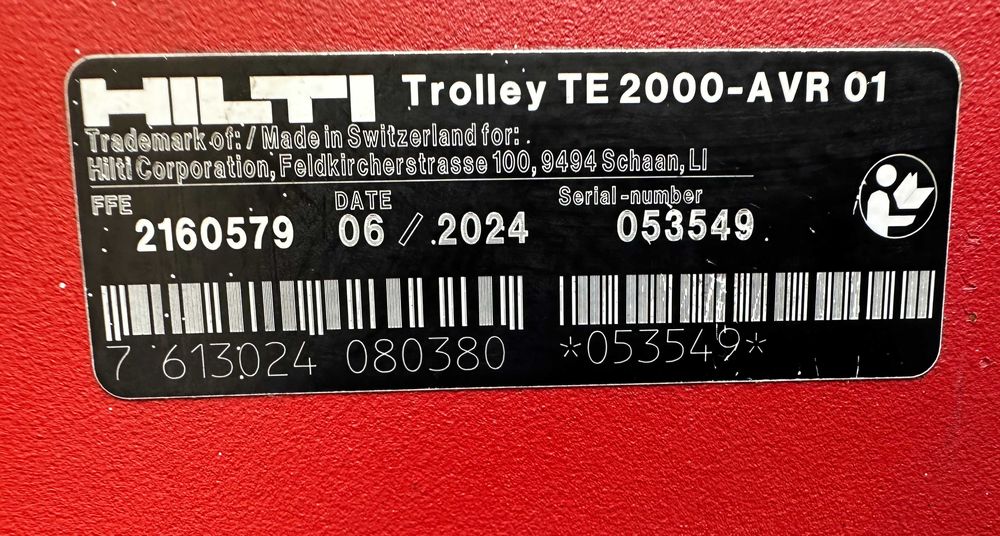 HILTI Trolley TE 2000-AVR 01
Trademark of: / Made in Switzerland for:
Hilti Corporation, Feldkircherstrasse 100, 9494 Schaan, LI
FFE DATE Serial-number
2160579 06 / 2024 053549
7 613024 080380 *053549*